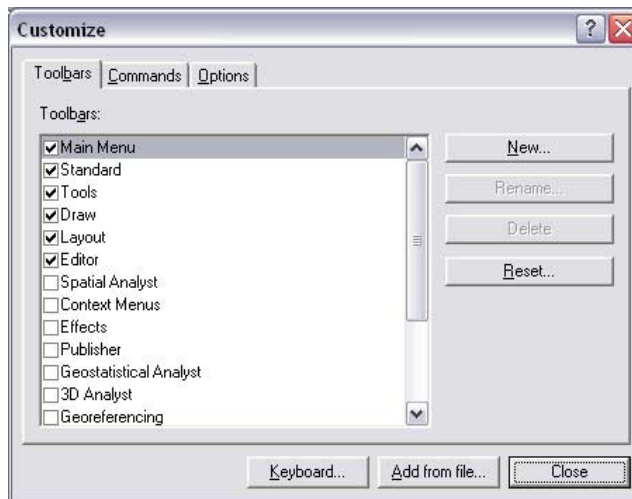 Customize
Toolbars Commands Options
Toolbars:
Main Menu
Standard
Tools
Draw
Layout
Editor
Spatial Analyst
Context Menus
Effects
Publisher
Geostatistical Analyst
3D Analyst
Georeferencing
New...
Rename...
Delete
Reset...
Keyboard... Add from file... Close